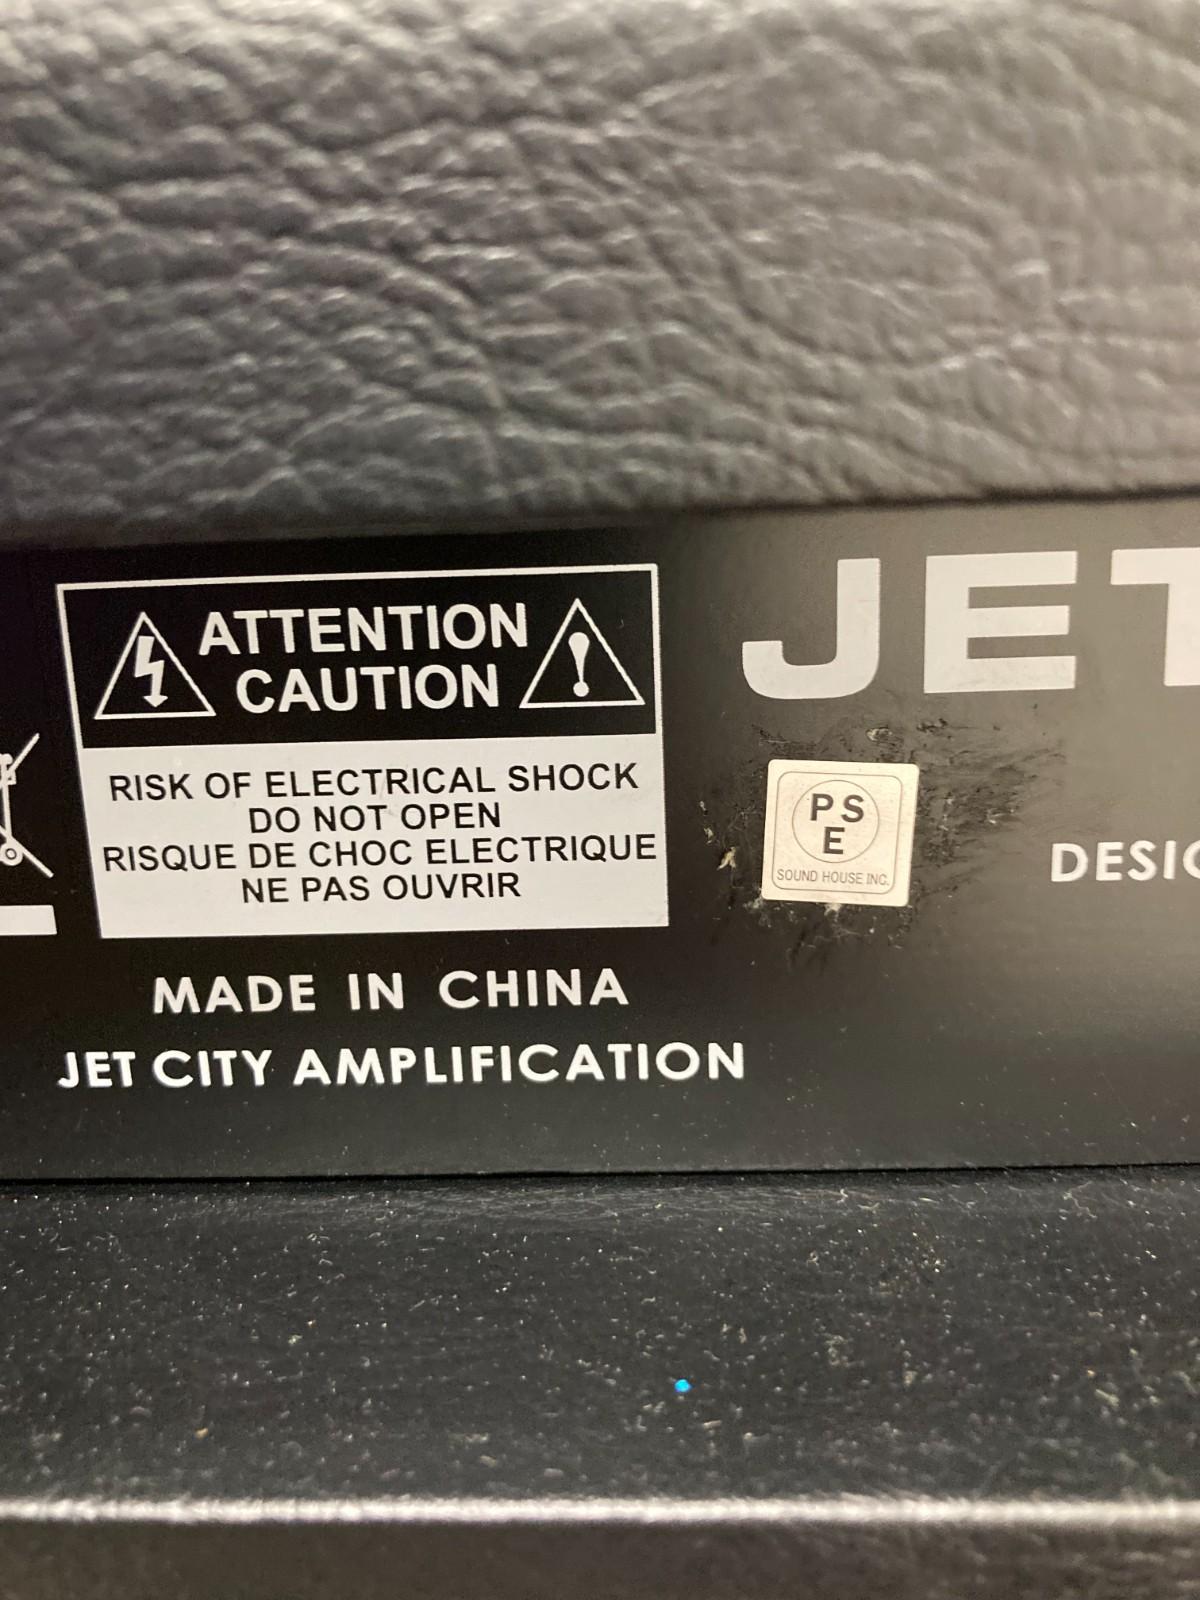 ATTENTION
CAUTION
RISK OF ELECTRICAL SHOCK
DO NOT OPEN
RISQUE DE CHOC ELECTRIQUE
NE PAS OUVRIR
MADE IN CHINA
JET CITY AMPLIFICATION
JET
P S
E
SOUND HOUSE INC.
DESIG